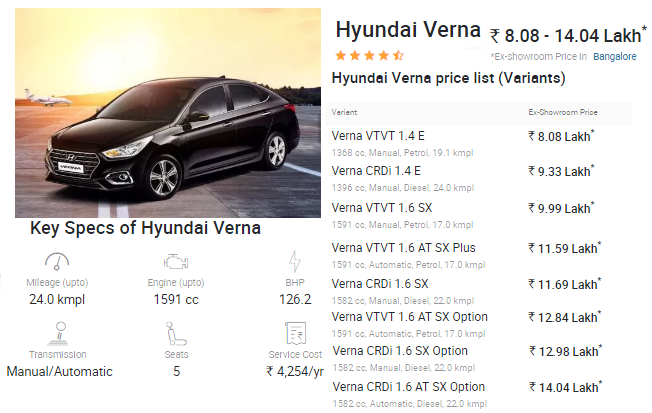 VERNA
Key Specs of Hyundai Verna
Mileage (upto)
24.0 kmpl
Engine (upto)
1591 cc
BHP
126.2
Transmission
Manual/Automatic
Seats
5
Service Cost
₹ 4,254/yr
Hyundai Verna ₹ 8.08 - 14.04 Lakh*
*Ex-showroom Price in Bangalore
Hyundai Verna price list (Variants)
Variant Ex-Showroom Price
Verna VTVT 1.4 E ₹ 8.08 Lakh*
1368 cc, Manual, Petrol, 19.1 kmpl
Verna CRDi 1.4 E ₹ 9.33 Lakh*
1396 cc, Manual, Diesel, 24.0 kmpl
Verna VTVT 1.6 SX ₹ 9.99 Lakh*
1591 cc, Manual, Petrol, 17.0 kmpl
Verna VTVT 1.6 AT SX Plus ₹ 11.59 Lakh*
1591 cc, Automatic, Petrol, 17.0 kmpl
Verna CRDi 1.6 SX ₹ 11.69 Lakh*
1582 cc, Manual, Diesel, 22.0 kmpl
Verna VTVT 1.6 AT SX Option ₹ 12.84 Lakh*
1591 cc, Automatic, Petrol, 17.0 kmpl
Verna CRDi 1.6 SX Option ₹ 12.98 Lakh*
1582 cc, Manual, Diesel, 22.0 kmpl
Verna CRDi 1.6 AT SX Option ₹ 14.04 Lakh*
1582 cc, Automatic, Diesel, 22.0 kmpl